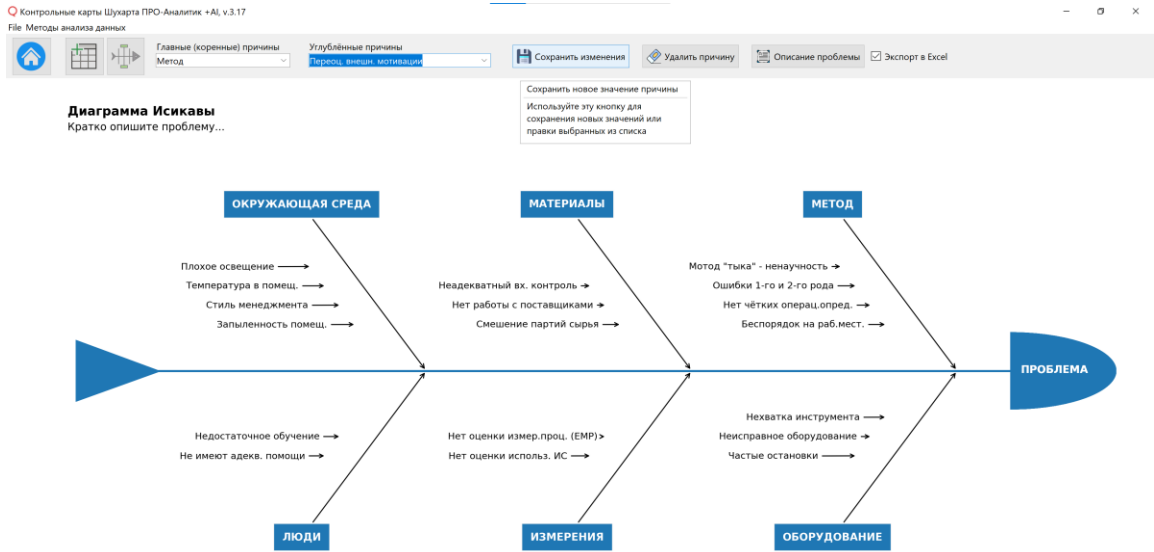 Контрольные карты Шухарта ПРО-Аналитик +AI, v.3.17
File Методы анализа данных
Главные (коренные) причины
Метод
Углублённые причины
Переоц. внешн. мотивации
Сохранить изменения
Удалить причину
Описание проблемы
Экспорт в Excel
Сохранить новое значение причины
Используйте эту кнопку для
сохранения новых значений или
правки выбранных из списка
Диаграмма Исикавы
Кратко опишите проблему...
ОКРУЖАЮЩАЯ СРЕДА
Плохое освещение
Температура в помещ.
Стиль менеджмента
Запыленность помещ.
МАТЕРИАЛЫ
Неадекватный вх. контроль
Нет работы с поставщиками
Смешение партий сырья
МЕТОД
Мотод "тыка" - ненаучность
Ошибки 1-го и 2-го рода
Нет чётких операц.опред.
Беспорядок на раб.мест.
ПРОБЛЕМА
Недостаточное обучение
Не имеют адекв. помощи
ЛЮДИ
Нет оценки измер.проц. (EMP)
Нет оценки использ. ИС
ИЗМЕРЕНИЯ
Нехватка инструмента
Неисправное оборудование
Частые остановки
ОБОРУДОВАНИЕ